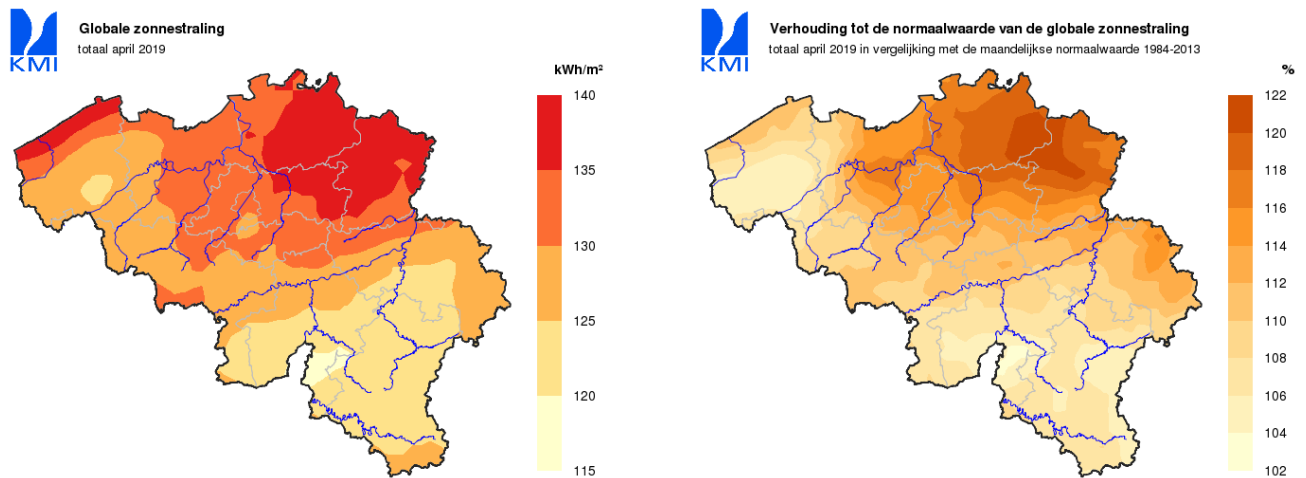 KMI
Globale zonnestraling
totaal april 2019
kWh/m²
140
135
130
125
120
115
KMI
Verhouding tot de normaalwaarde van de globale zonnestraling
totaal april 2019 in vergelijking met de maandelijkse normaalwaarde 1984-2013
%
122
120
118
116
114
112
110
108
106
104
102